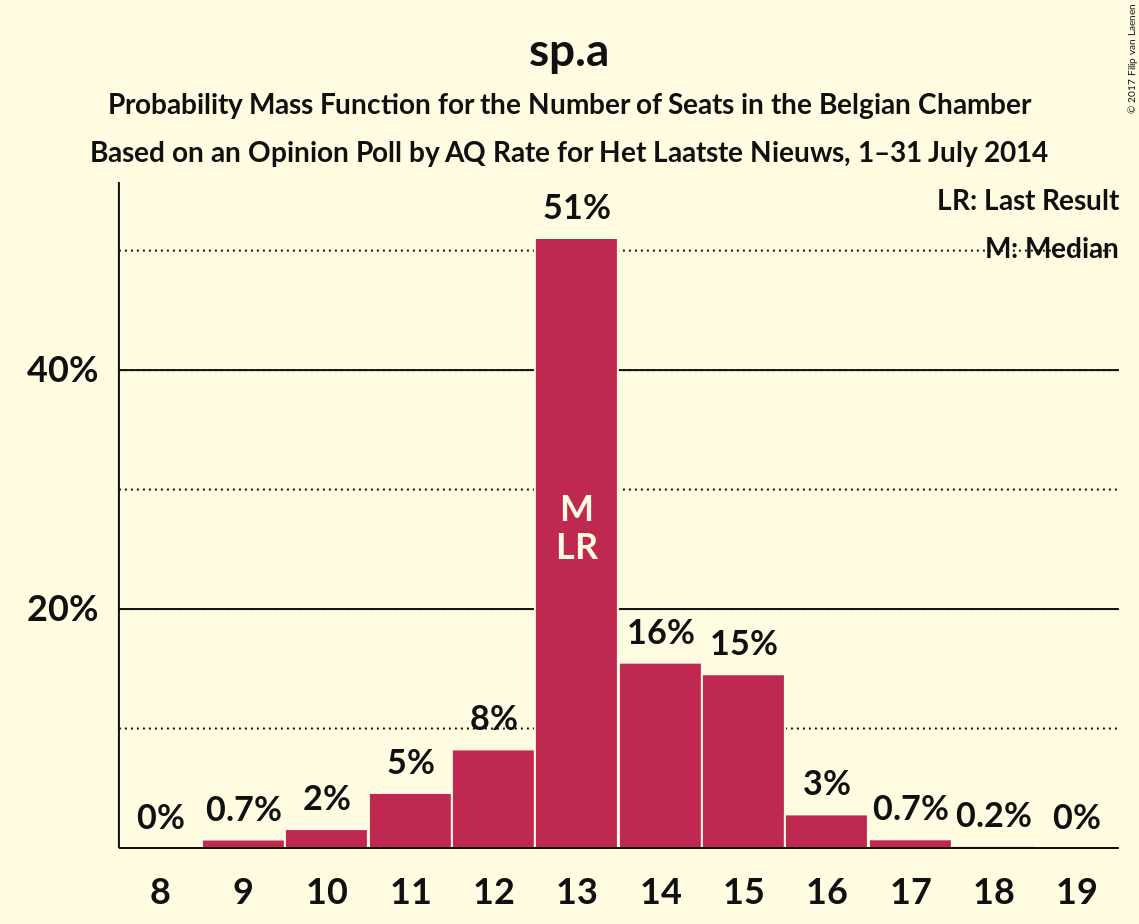 sp.a
Probability Mass Function for the Number of Seats in the Belgian Chamber
Based on an Opinion Poll by AQ Rate for Het Laatste Nieuws, 1–31 July 2014
© 2017 Filip van Laenen
LR: Last Result
M: Median
40%
20%
0%
0.7%
2%
5%
8%
51%
M
LR
16%
15%
3%
0.7%
0.2%
0%
8 9 10 11 12 13 14 15 16 17 18 19